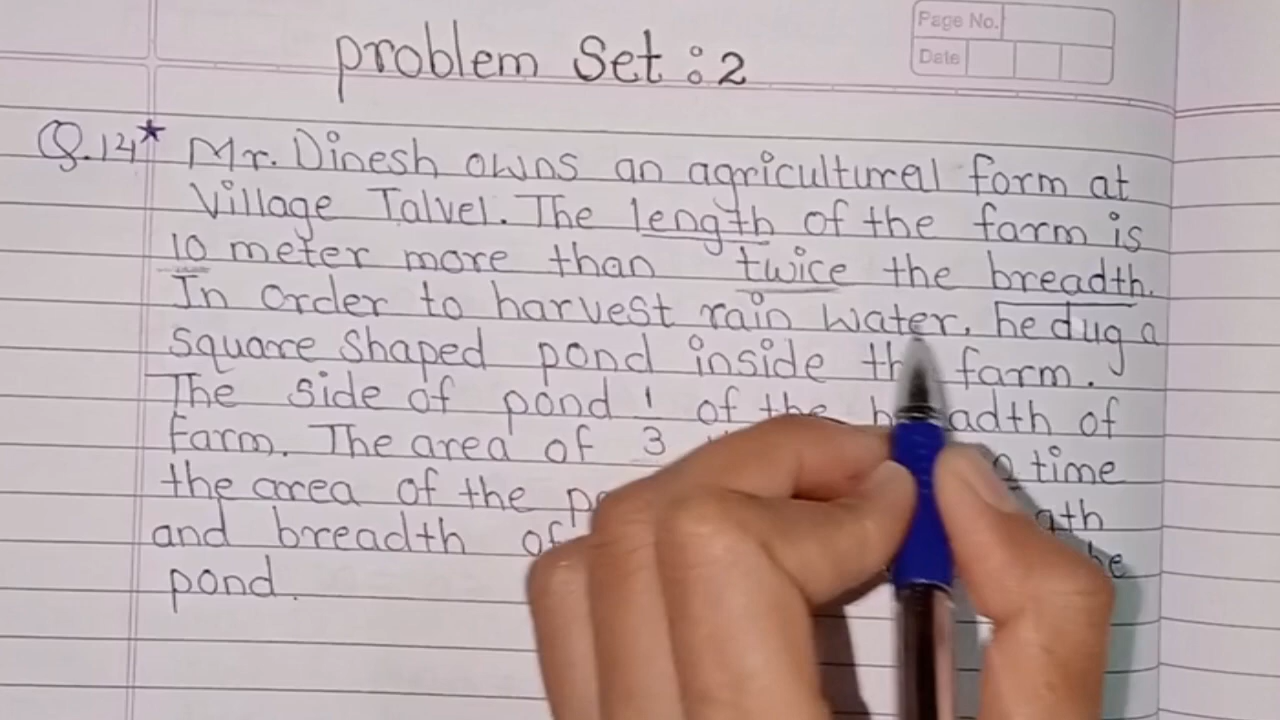 Page No.
Date
problem Set : 2
Q.14* Mr. Dinesh owns an agricultural form at
Village Talvel. The length of the farm is
10 meter more than twice the breadth.
In order to harvest rain water, he dug a
square shaped pond inside farm.
The side of pond 1 of the of
farm. The area of 3 time
the area of the
and breadth of
pond.